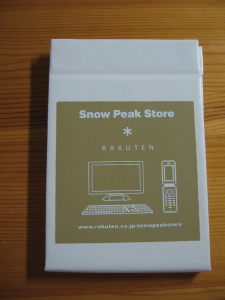 Snow Peak Store
*
RAKUTEN
www.rakuten.co.jp/snowpeakstore